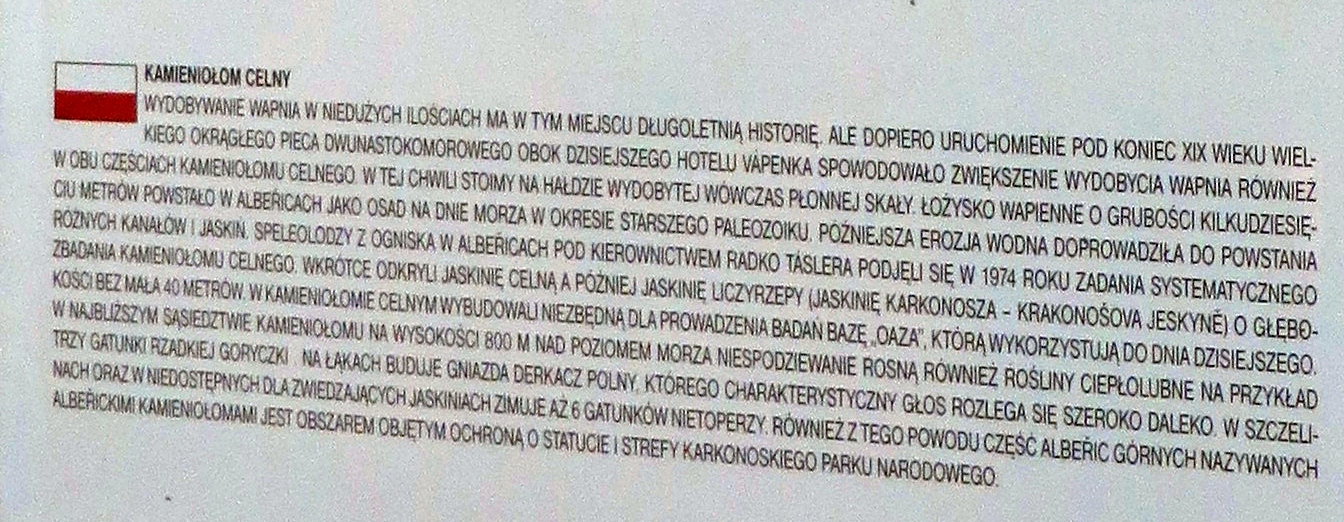 KAMIENIOŁOM CELNY
WYDOBYWANIE WAPNIA W NIEDUŻYCH ILOŚCIACH MA W TYM MIEJSCU DŁUGOLETNIĄ HISTORIĘ, ALE DOPIERO URUCHOMIENIE POD KONIEC XIX WIEKU WIEL-
KIEGO OKRĄGŁEGO PIECA DWUNASTOKOMOROWEGO OBOK DZISIEJSZEGO HOTELU VÁPENKA SPOWODOWAŁO ZWIĘKSZENIE WYDOBYCIA WAPNIA RÓWNIEŻ
W OBU CZĘŚCIACH KAMIENIOŁOMU CELNEGO. W TEJ CHWILI STOIMY NA HAŁDZIE WYDOBYTEJ WÓWCZAS PŁONNEJ SKAŁY. ŁOŻYSKO WAPIENNE O GRUBOŚCI KILKUDZIESIĘ-
CIU METRÓW POWSTAŁO W ALBEŘICACH JAKO OSAD NA DNIE MORZA W OKRESIE STARSZEGO PALEOZOIKU. PÓŹNIEJSZA EROZJA WODNA DOPROWADZIŁA DO POWSTANIA
RÓŻNYCH KANAŁÓW I JASKIŃ. SPELEOLODZY Z OGNISKA W ALBEŘICACH POD KIEROWNICTWEM RADKO TÁSLERA PODJĘLI SIĘ W 1974 ROKU ZADANIA SYSTEMATYCZNEGO
ZBADANIA KAMIENIOŁOMU CELNEGO. WKRÓTCE ODKRYLI JASKINIĘ CELNĄ A PÓŹNIEJ JASKINIĘ LICZYRZEPY (JASKINIĘ KARKONOSZA – KRAKONOŠOVA JESKYNĚ) O GŁĘBO-
KOŚCI BEZ MAŁA 40 METRÓW. W KAMIENIOŁOMIE CELNYM WYBUDOWALI NIEZBĘDNĄ DLA PROWADZENIA BADAŃ BAZĘ „OAZA”, KTÓRĄ WYKORZYSTUJĄ DO DNIA DZISIEJSZEGO.
W NAJBLIŻSZYM SĄSIEDZTWIE KAMIENIOŁOMU NA WYSOKOŚCI 800 M NAD POZIOMEM MORZA NIESPODZIEWANIE ROSNĄ RÓWNIEŻ ROŚLINY CIEPŁOLUBNE NA PRZYKŁAD
TRZY GATUNKI RZADKIEJ GORYCZKI . NA ŁĄKACH BUDUJE GNIAZDA DERKACZ POLNY, KTÓREGO CHARAKTERYSTYCZNY GŁOS ROZLEGA SIĘ SZEROKO DALEKO. W SZCZELI-
NACH ORAZ W NIEDOSTĘPNYCH DLA ZWIEDZAJĄCYCH JASKINIACH ZIMUJE AŻ 6 GATUNKÓW NIETOPERZY. RÓWNIEŻ Z TEGO POWODU CZĘŚĆ ALBEŘIC GÓRNYCH NAZYWANYCH
ALBEŘICKIMI KAMIENIOŁOMAMI JEST OBSZAREM OBJĘTYM OCHRONĄ O STATUCIE I STREFY KARKONOSKIEGO PARKU NARODOWEGO.